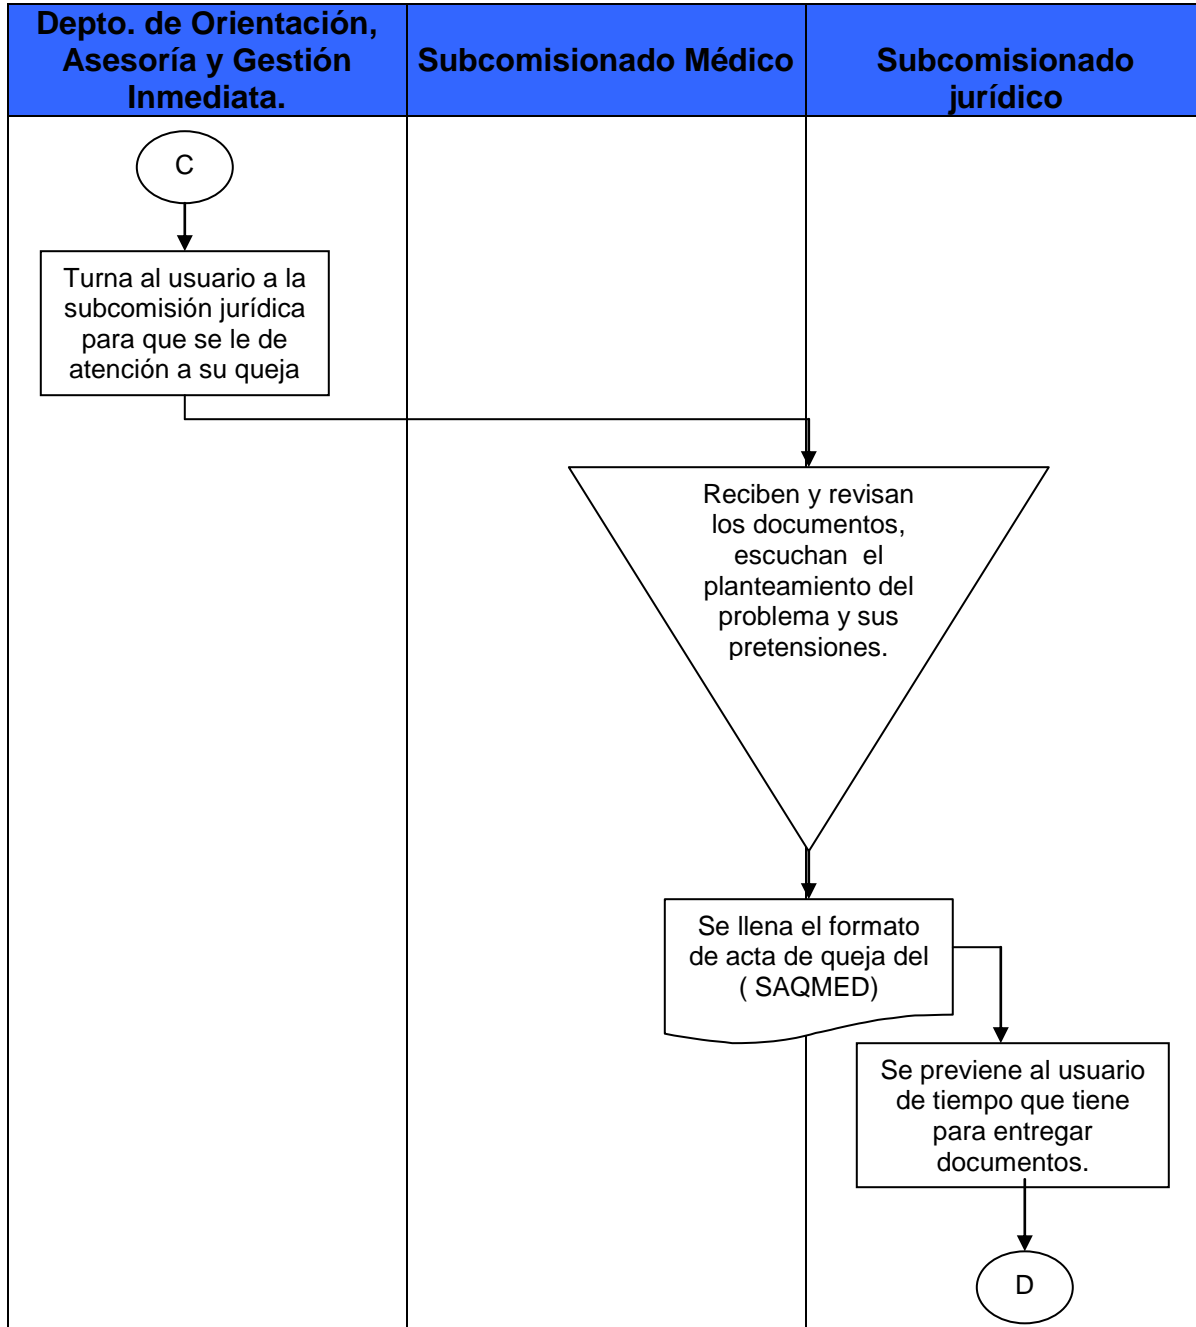 Depto. de Orientación,
Asesoría y Gestión
Inmediata.
Subcomisionado Médico
Subcomisionado
jurídico
C
Turna al usuario a la
subcomisión jurídica
para que se le de
atención a su queja
Reciben y revisan
los documentos,
escuchan  el
planteamiento del
problema y sus
pretensiones.
Se llena el formato
de acta de queja del
( SAQMED)
Se previene al usuario
de tiempo que tiene
para entregar
documentos.
D